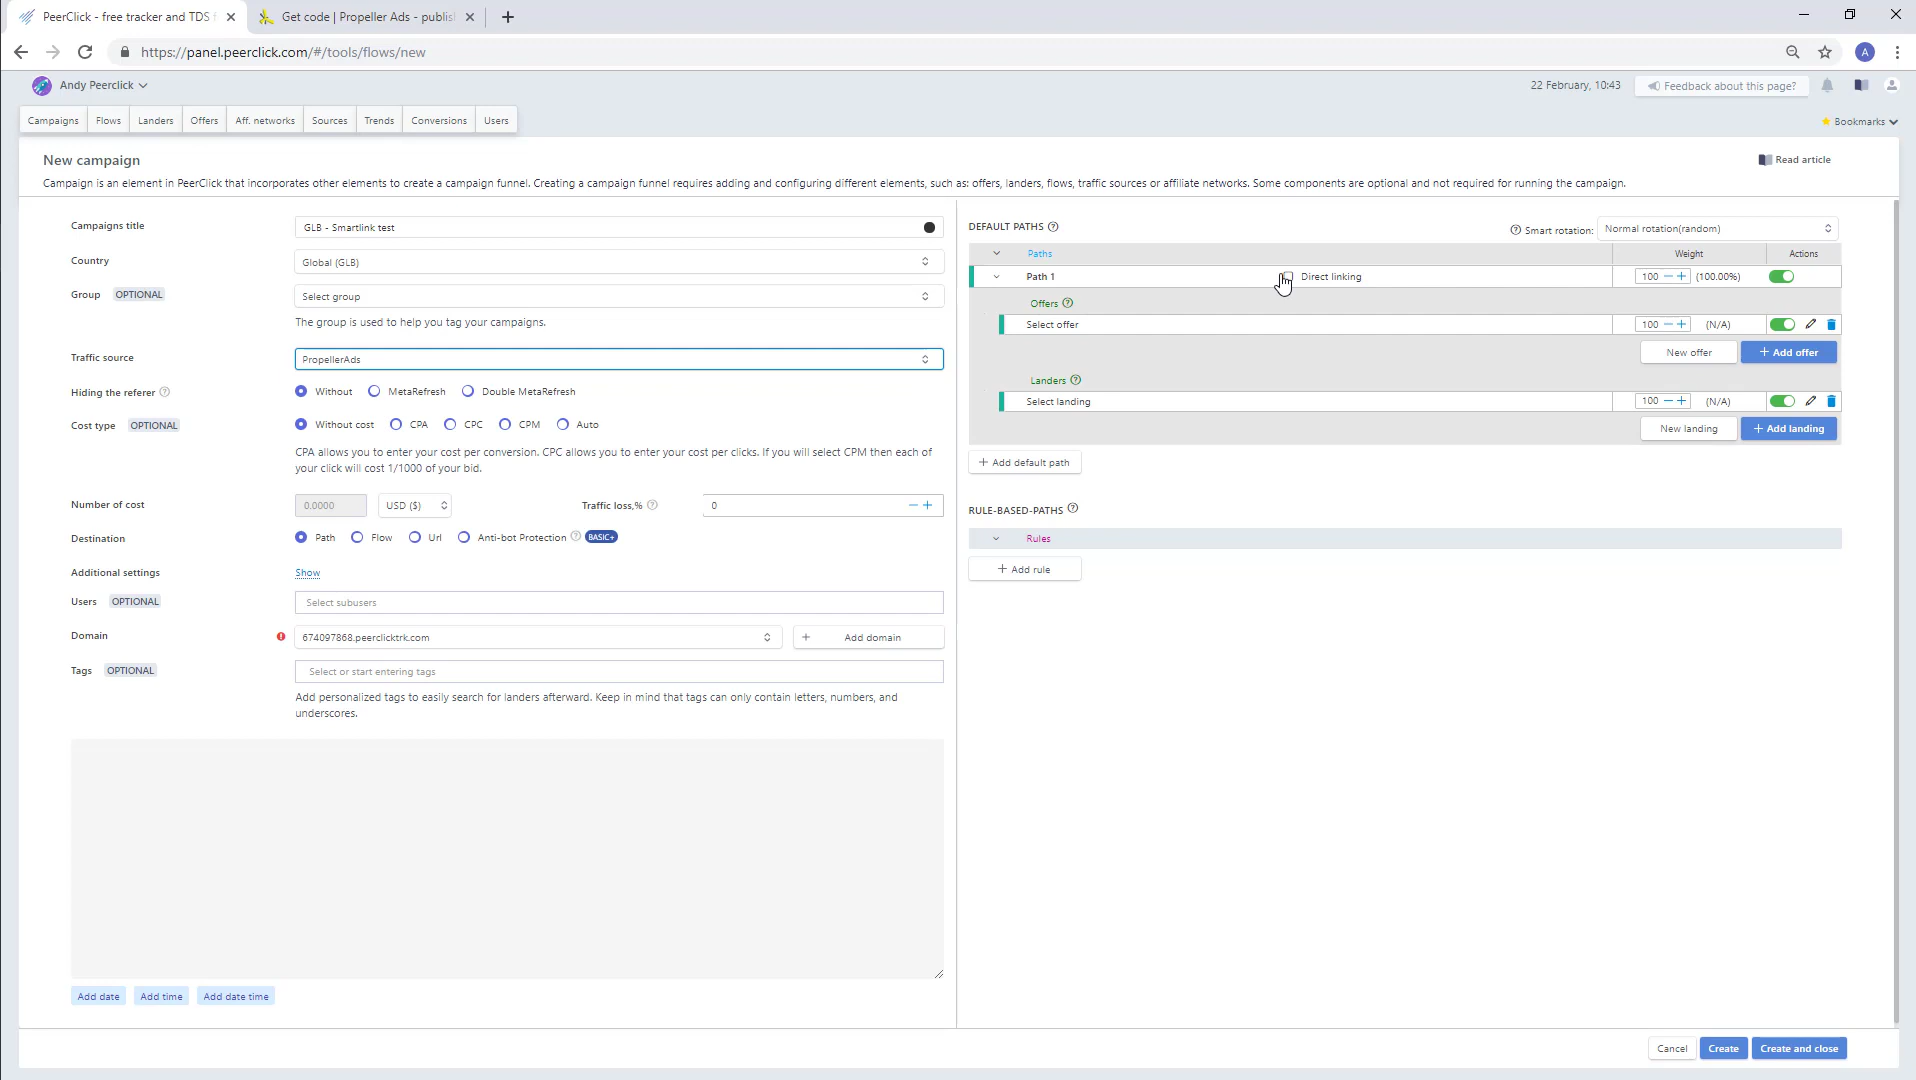 PeerClick - free tracker and TDS f
Get code | Propeller Ads - publish
https://panel.peerclick.com/#/tools/flows/new
A
Andy Peerclick
22 February, 10:43
Feedback about this page?
Campaigns
Flows
Landers
Offers
Aff. networks
Sources
Trends
Conversions
Users
Bookmarks
New campaign
Read article
Campaign is an element in PeerClick that incorporates other elements to create a campaign funnel. Creating a campaign funnel requires adding and configuring different elements, such as: offers, landers, flows, traffic sources or affiliate networks. Some components are optional and not required for running the campaign.
Campaigns title
GLB - Smartlink test
Country
Global (GLB)
Group OPTIONAL
Select group
The group is used to help you tag your campaigns.
Traffic source
PropellerAds
Hiding the referer ?
Without
MetaRefresh
Double MetaRefresh
Cost type OPTIONAL
Without cost
CPA
CPC
CPM
Auto
CPA allows you to enter your cost per conversion. CPC allows you to enter your cost per clicks. If you will select CPM then each of
your click will cost 1/1000 of your bid.
Number of cost
0.0000
USD ($)
Traffic loss,% ?
0
Destination
Path
Flow
Url
Anti-bot Protection ? BASIC+
Additional settings
Show
Users OPTIONAL
Select subusers
Domain
674097868.peerclicktrk.com
+ Add domain
Tags OPTIONAL
Select or start entering tags
Add personalized tags to easily search for landers afterward. Keep in mind that tags can only contain letters, numbers, and
underscores.
Add date
Add time
Add date time
DEFAULT PATHS ?
? Smart rotation:
Normal rotation(random)
Paths
Weight
Actions
Path 1
Direct linking
100
(100.00%)
Offers ?
Select offer
100
(N/A)
New offer
+ Add offer
Landers ?
Select landing
100
(N/A)
New landing
+ Add landing
+ Add default path
RULE-BASED-PATHS ?
Rules
+ Add rule
Cancel
Create
Create and close